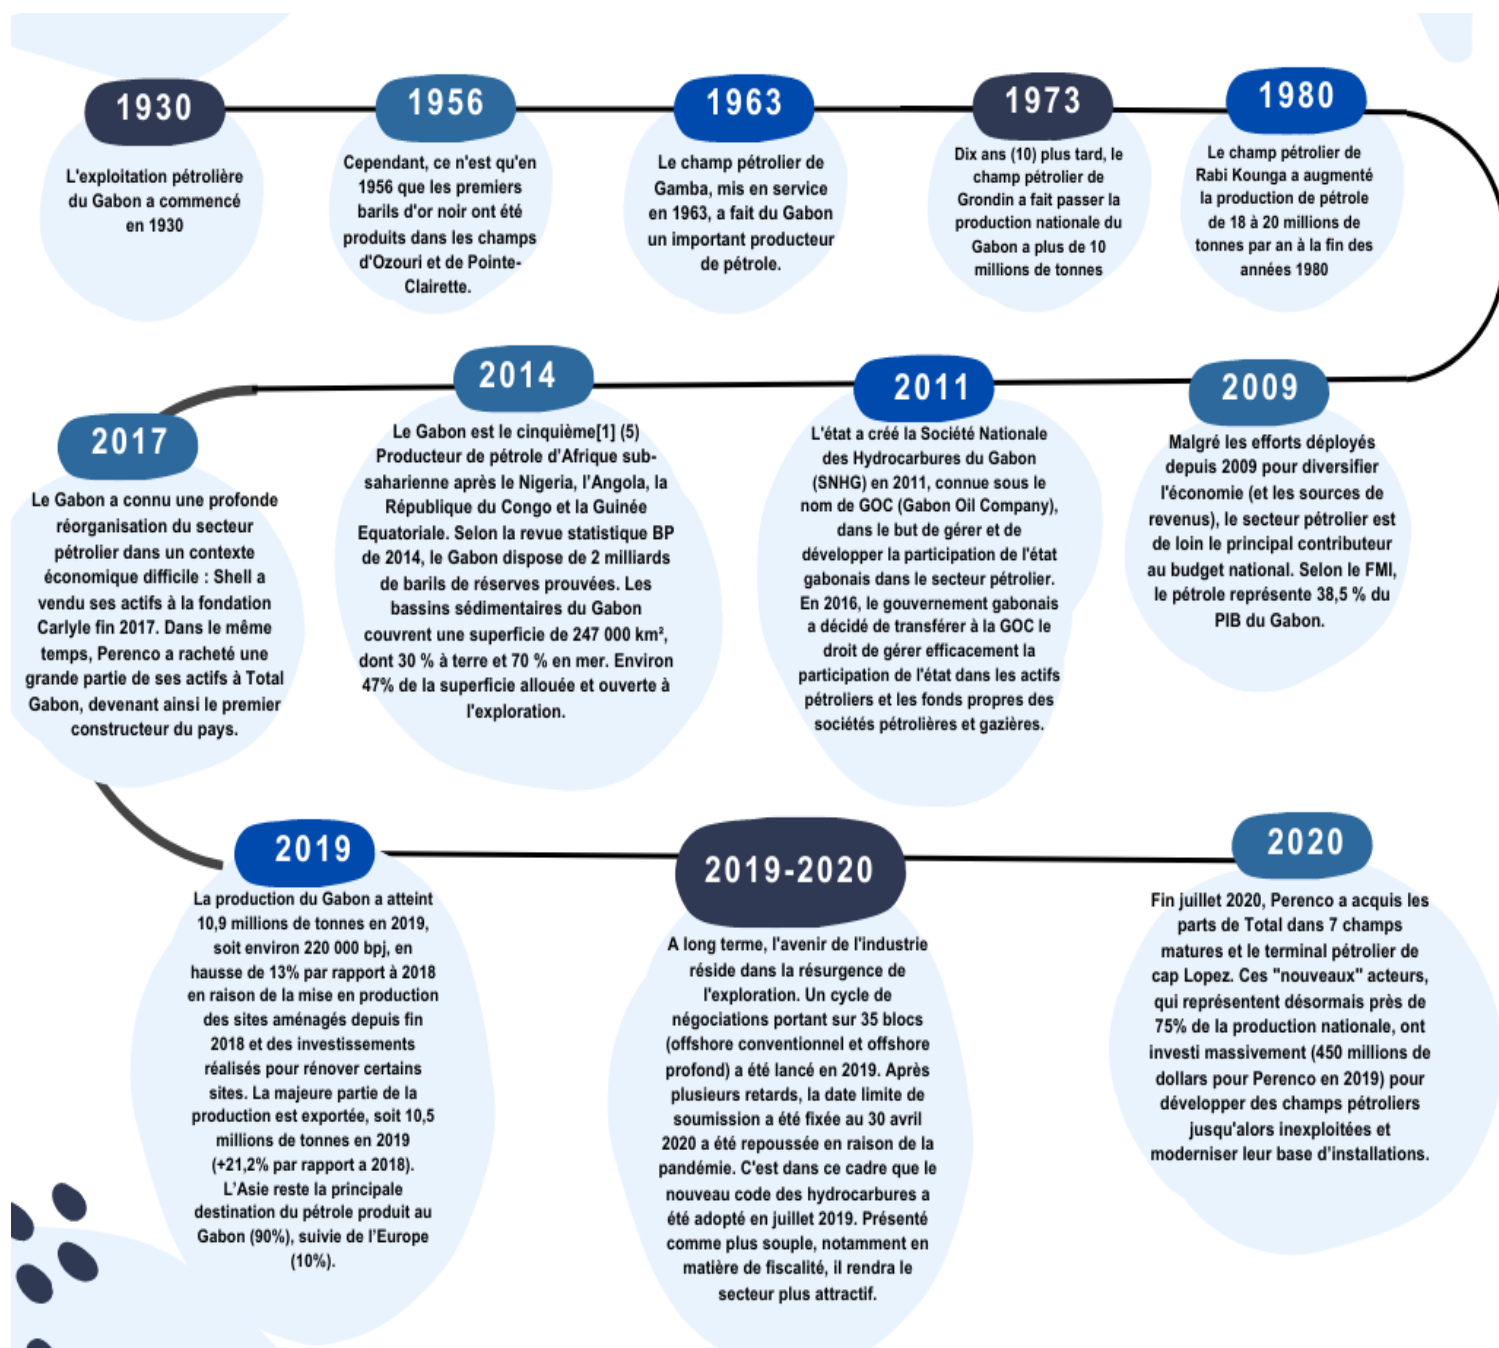 1930
L'exploitation pétrolière
du Gabon a commencé
en 1930
1956
Cependant, ce n'est qu'en
1956 que les premiers
barils d'or noir ont été
produits dans les champs
d'Ozouri et de Pointe-
Clairette.
1963
Le champ pétrolier de
Gamba, mis en service
en 1963, a fait du Gabon
un important producteur
de pétrole.
1973
Dix ans (10) plus tard, le
champ pétrolier de
Grondin a fait passer la
production nationale du
Gabon a plus de 10
millions de tonnes
1980
Le champ pétrolier de
Rabi Kounga a augmenté
la production de pétrole
de 18 à 20 millions de
tonnes par an à la fin des
années 1980
2009
Malgré les efforts déployés
depuis 2009 pour diversifier
l'économie (et les sources de
revenus), le secteur pétrolier est
de loin le principal contributeur
au budget national. Selon le FMI,
le pétrole représente 38,5 % du
PIB du Gabon.
2011
L'état a créé la Société Nationale
des Hydrocarbures du Gabon
(SNHG) en 2011, connue sous le
nom de GOC (Gabon Oil Company),
dans le but de gérer et de
développer la participation de l'état
gabonais dans le secteur pétrolier.
En 2016, le gouvernement gabonais
a décidé de transférer à la GOC le
droit de gérer efficacement la
participation de l'état dans les actifs
pétroliers et les fonds propres des
sociétés pétrolières et gazières.
2014
Le Gabon est le cinquième[1] (5)
Producteur de pétrole d'Afrique sub-
saharienne après le Nigeria, l'Angola, la
République du Congo et la Guinée
Equatoriale. Selon la revue statistique BP
de 2014, le Gabon dispose de 2 milliards
de barils de réserves prouvées. Les
bassins sédimentaires du Gabon
couvrent une superficie de 247 000 km²,
dont 30 % à terre et 70 % en mer. Environ
47% de la superficie allouée et ouverte à
l'exploration.
2017
Le Gabon a connu une profonde
réorganisation du secteur
pétrolier dans un contexte
économique difficile : Shell a
vendu ses actifs à la fondation
Carlyle fin 2017. Dans le même
temps, Perenco a racheté une
grande partie de ses actifs à Total
Gabon, devenant ainsi le premier
constructeur du pays.
2019
La production du Gabon a atteint
10,9 millions de tonnes en 2019,
soit environ 220 000 bpj, en
hausse de 13% par rapport à 2018
en raison de la mise en production
des sites aménagés depuis fin
2018 et des investissements
réalisés pour rénover certains
sites. La majeure partie de la
production est exportée, soit 10,5
millions de tonnes en 2019
(+21,2% par rapport a 2018).
L'Asie reste la principale
destination du pétrole produit au
Gabon (90%), suivie de l'Europe
(10%).
2019-2020
A long terme, l'avenir de l'industrie
réside dans la résurgence de
l'exploration. Un cycle de
négociations portant sur 35 blocs
(offshore conventionnel et offshore
profond) a été lancé en 2019. Après
plusieurs retards, la date limite de
soumission a été fixée au 30 avril
2020 a été repoussée en raison de la
pandémie. C'est dans ce cadre que le
nouveau code des hydrocarbures a
été adopté en juillet 2019. Présenté
comme plus souple, notamment en
matière de fiscalité, il rendra le
secteur plus attractif.
2020
Fin juillet 2020, Perenco a acquis les
parts de Total dans 7 champs
matures et le terminal pétrolier de
cap Lopez. Ces "nouveaux" acteurs,
qui représentent désormais près de
75% de la production nationale, ont
investi massivement (450 millions de
dollars pour Perenco en 2019) pour
développer des champs pétroliers
jusqu'alors inexploitées et
moderniser leur base d'installations.